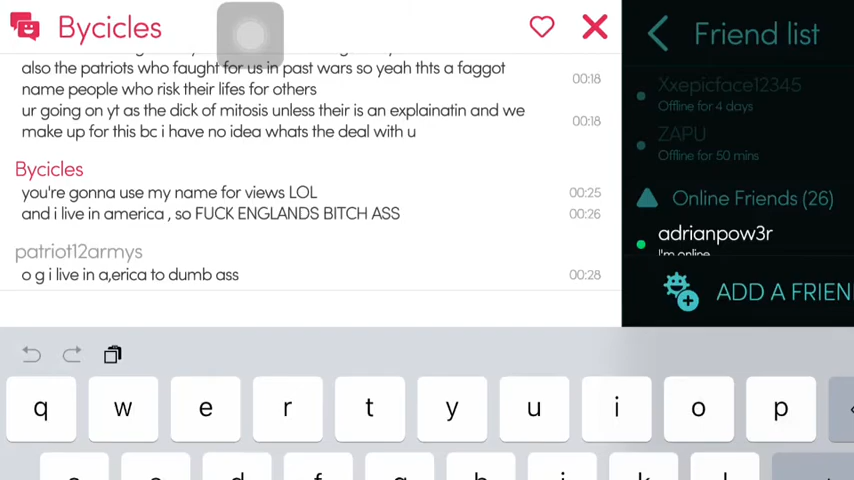 Bycicles
also the patriots who faught for us in past wars so yeah thts a faggot
name people who risk their lifes for others
00:18
ur going on yt as the dick of mitosis unless their is an explainatin and we
make up for this bc i have no idea whats the deal with u
00:18
Bycicles
you're gonna use my name for views LOL
00:25
and i live in america , so FUCK ENGLANDS BITCH ASS
00:26
patriot12armys
o g i live in a,erica to dumb ass
00:28
Friend list
Xxepicface12345
Offline for 4 days
ZAPU
Offline for 50 mins
Online Friends (26)
adrianpow3r
I'm online
ADD A FRIEN
q w e r t y u i o p